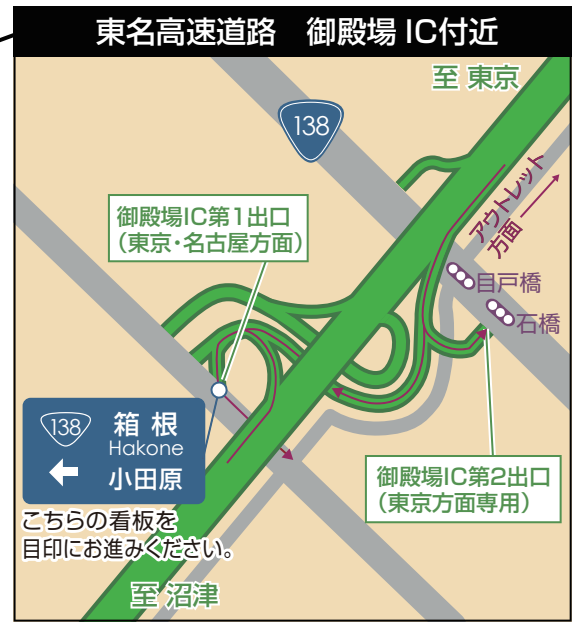 東名高速道路　御殿場 IC付近
至 東京
138
御殿場IC第1出口
（東京・名古屋方面）
アウトレット
方面
目戸橋
石橋
138 箱 根
Hakone
小田原
こちらの看板を
目印にお進みください。
御殿場IC第2出口
（東京方面専用）
至 沼津